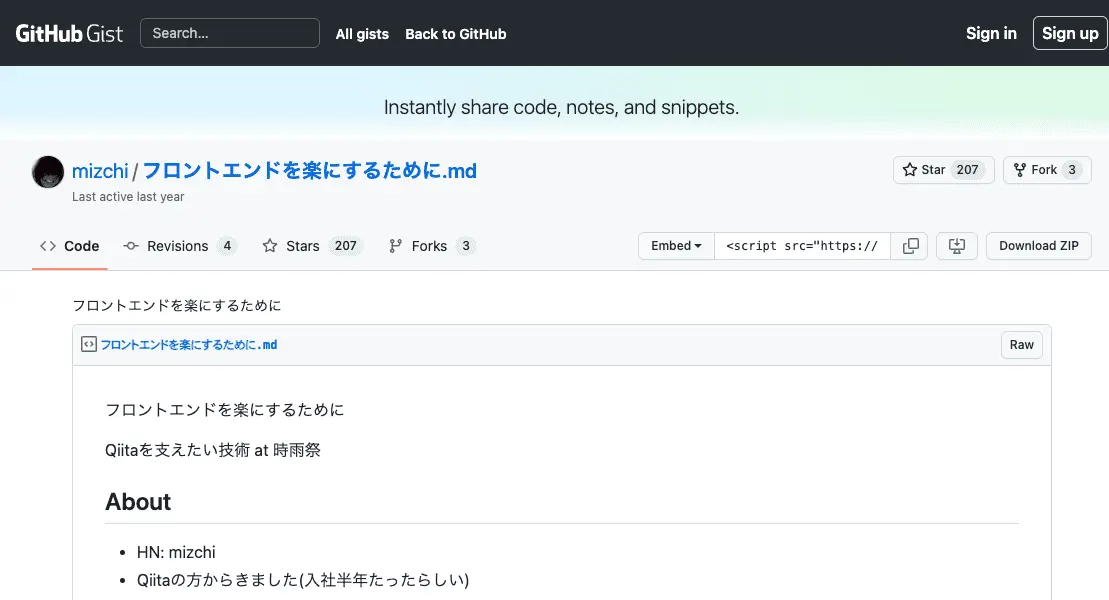 GitHub Gist Search... All gists Back to GitHub Sign in Sign up
Instantly share code, notes, and snippets.
mizchi / フロントエンドを楽にするために.md Star 207 Fork 3
Last active last year
Code Revisions 4 Stars 207 Forks 3 Embed <script src="https:// Download ZIP
フロントエンドを楽にするために
フロントエンドを楽にするために.md Raw
フロントエンドを楽にするために
Qiitaを支えたい技術 at 時雨祭
About
• HN: mizchi
• Qiitaの方からきました(入社半年たったらしい)